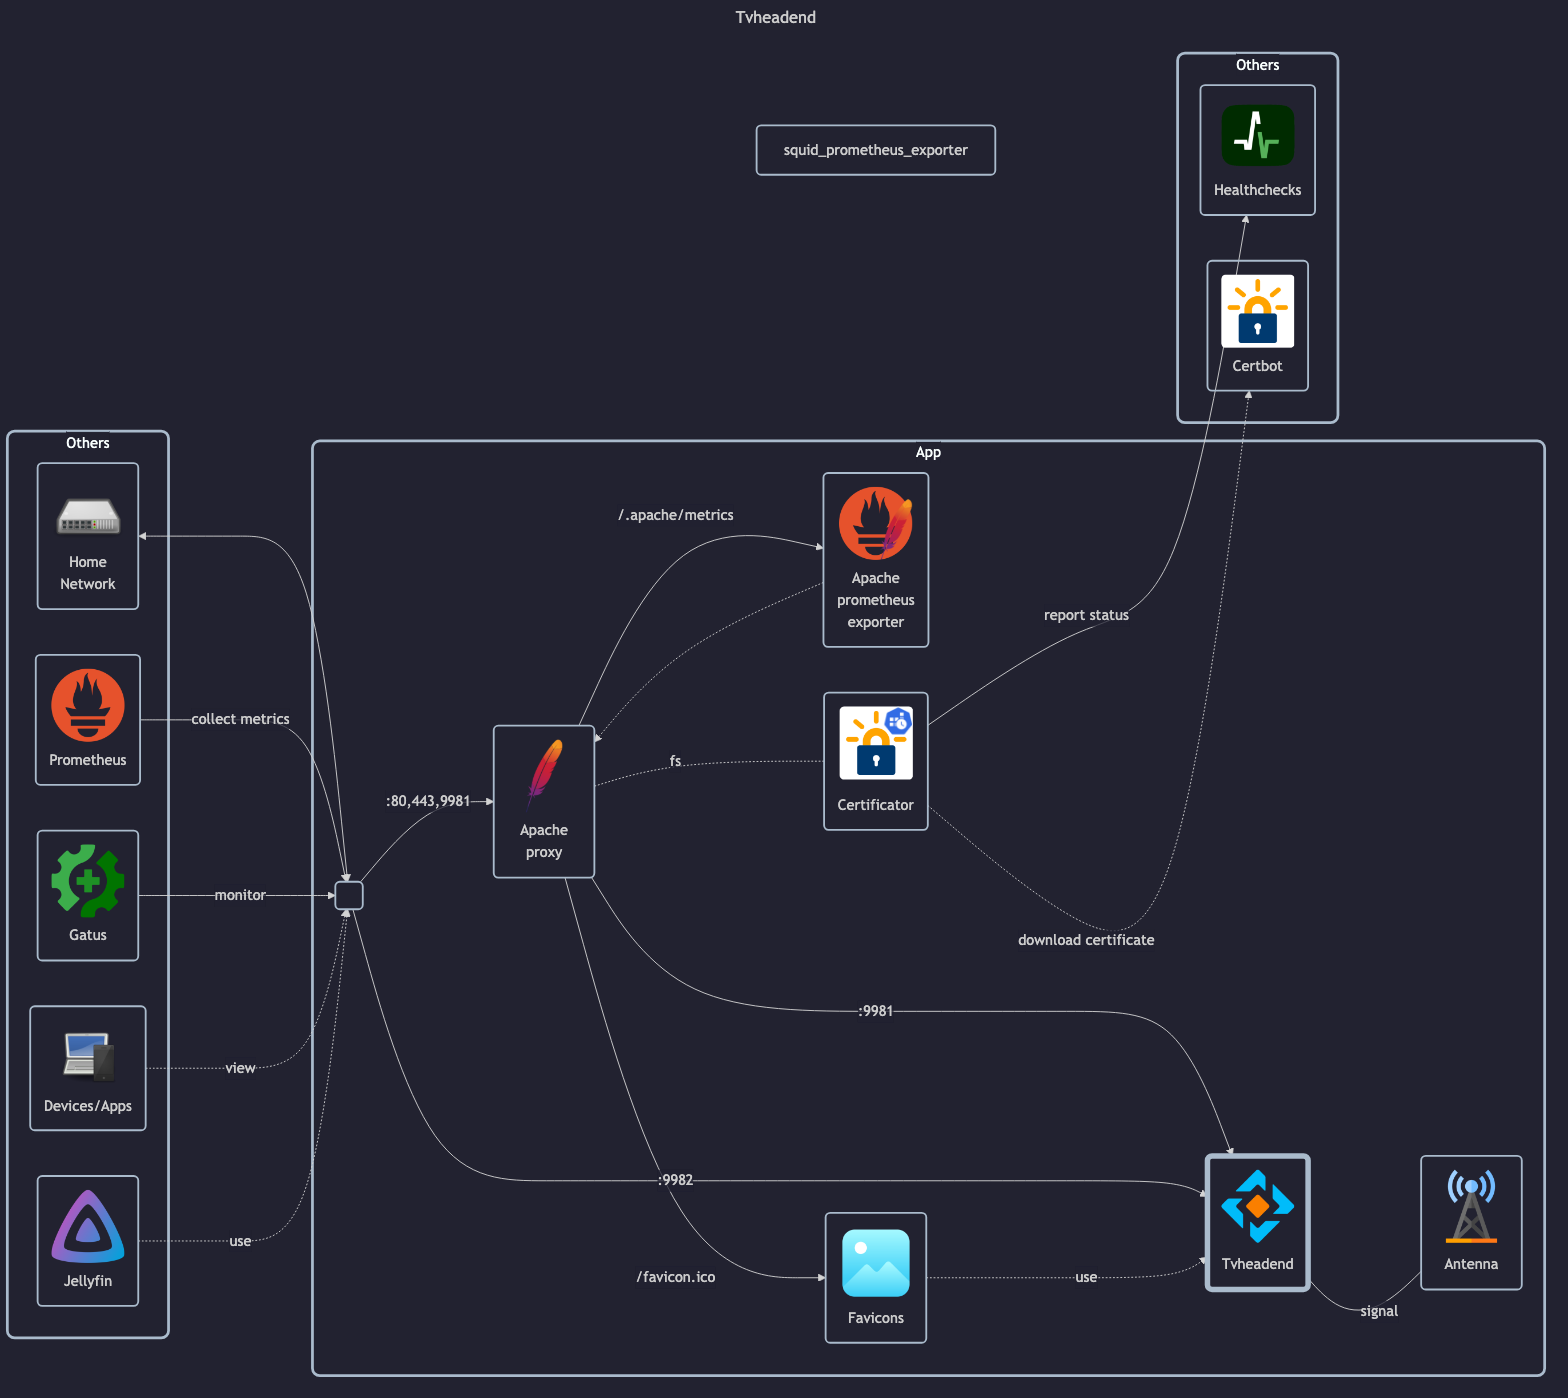 Tvheadend
Others
Healthchecks
Certbot
squid_prometheus_exporter
Others
Home
Network
Prometheus
Gatus
Devices/Apps
Jellyfin
collect metrics
monitor
view
use
App
:80,443,9981
Apache
proxy
/.apache/metrics
Apache
prometheus
exporter
fs
Certificator
report status
download certificate
:9981
:9982
/favicon.ico
Favicons
use
Tvheadend
signal
Antenna